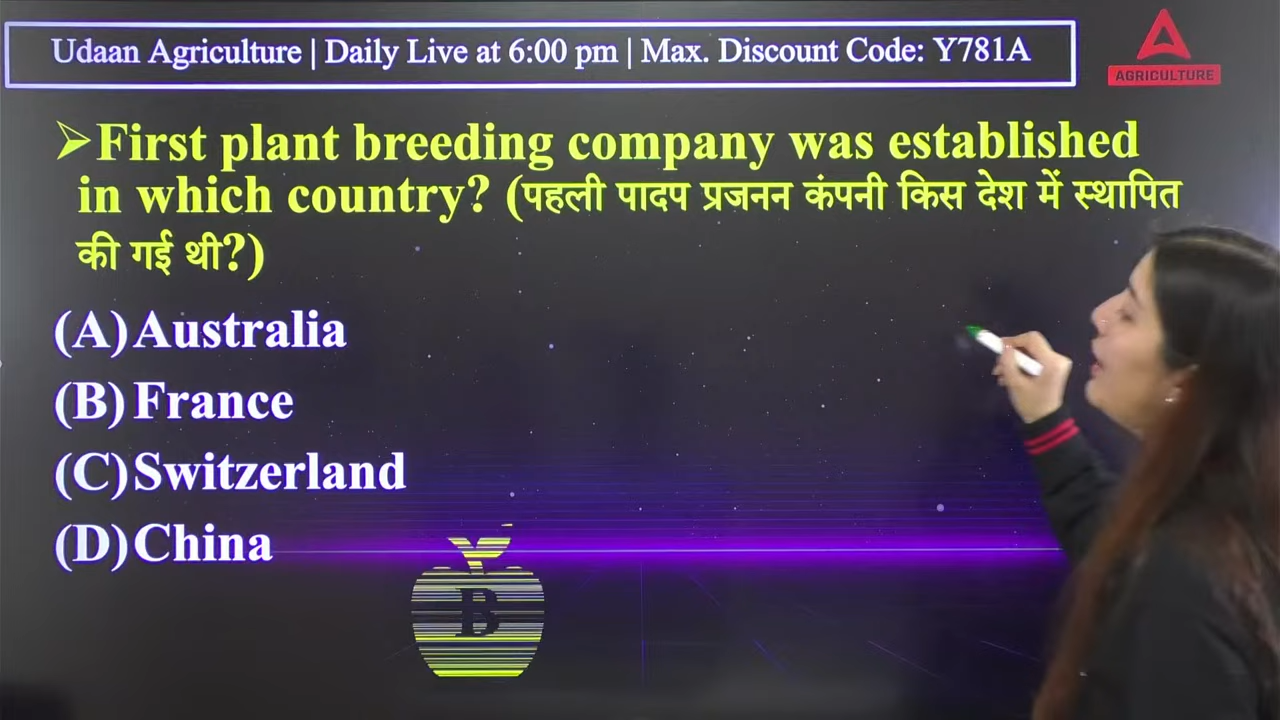 Udaan Agriculture | Daily Live at 6:00 pm | Max. Discount Code: Y781A
AGRICULTURE
➢First plant breeding company was established
in which country? (पहली पादप प्रजनन कंपनी किस देश में स्थापित
की गई थी?)
(A) Australia
(B) France
(C) Switzerland
(D) China
B